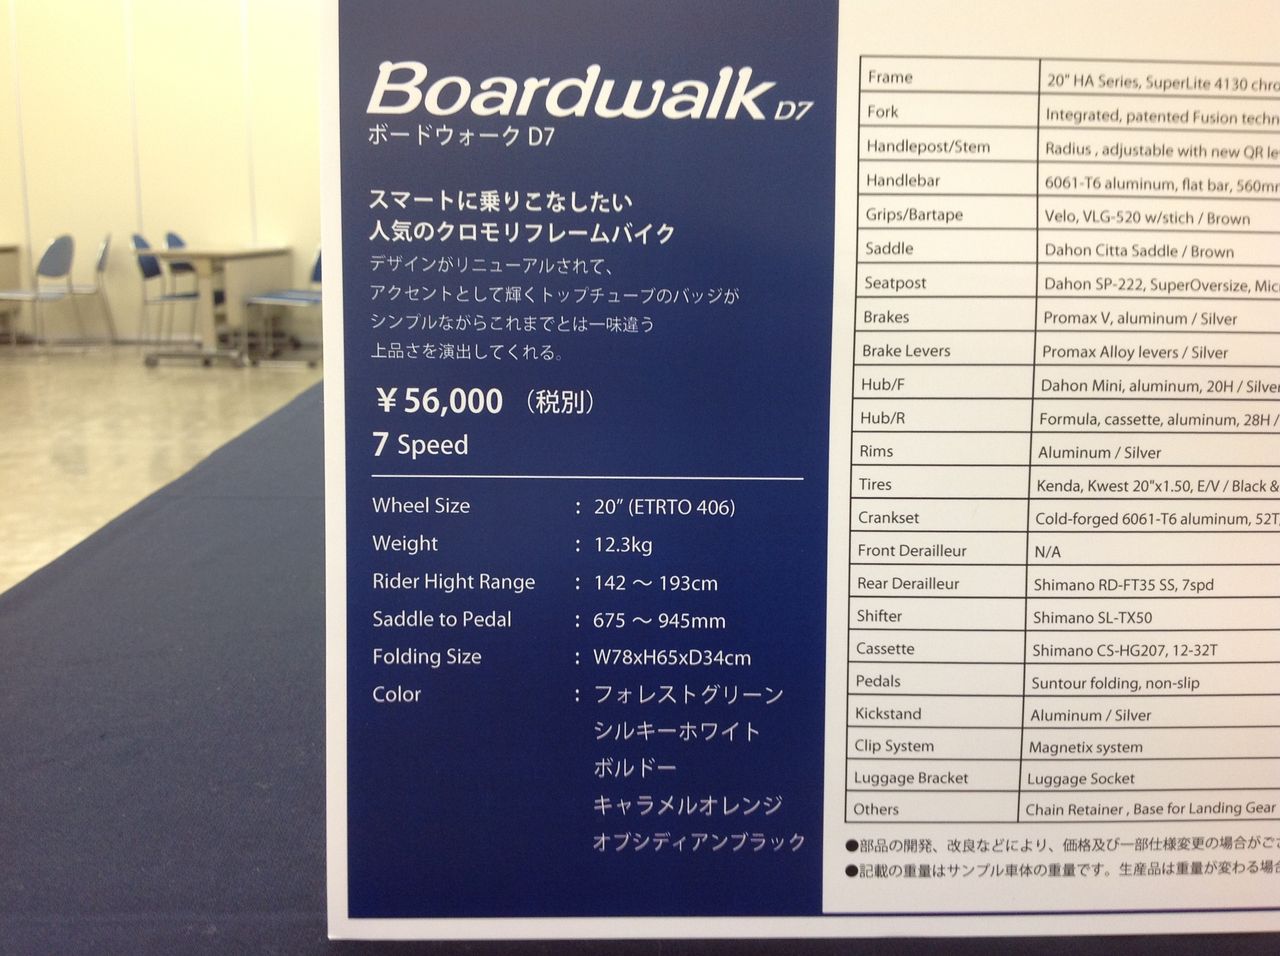 Boardwalk D7
ボードウォーク D7
スマートに乗りこなしたい
人気のクロモリフレームバイク
デザインがリニューアルされて、
アクセントとして輝くトップチューブのバッジが
シンプルながらこれまでとは一味違う
上品さを演出してくれる。
¥56,000（税別）
7 Speed
Wheel Size : 20" (ETRTO 406)
Weight : 12.3kg
Rider Hight Range : 142 ～ 193cm
Saddle to Pedal : 675 ～ 945mm
Folding Size : W78xH65xD34cm
Color : フォレストグリーン
シルキーホワイト
ボルドー
キャラメルオレンジ
オブシディアンブラック
Frame 20" HA Series, SuperLite 4130
Fork Integrated, patented Fusion
Handlepost/Stem Radius , adjustable with new QR
Handlebar 6061-T6 aluminum, flat bar, 560mm
Grips/Bartape Velo, VLG-520 w/stich / Brown
Saddle Dahon Citta Saddle / Brown
Seatpost Dahon SP-222, SuperOversize,
Brakes Promax V, aluminum / Silver
Brake Levers Promax Alloy levers / Silver
Hub/F Dahon Mini, aluminum, 20H / Silver
Hub/R Formula, cassette, aluminum, 28H /
Rims Aluminum / Silver
Tires Kenda, Kwest 20"x1.50, E/V / Black &
Crankset Cold-forged 6061-T6 aluminum, 52T,
Front Derailleur N/A
Rear Derailleur Shimano RD-FT35 SS, 7spd
Shifter Shimano SL-TX50
Cassette Shimano CS-HG207, 12-32T
Pedals Suntour folding, non-slip
Kickstand Aluminum / Silver
Clip System Magnetix system
Luggage Bracket Luggage Socket
Others Chain Retainer , Base for Landing Gear
●部品の開発、改良などにより、価格及び一部仕様変更の場合がご
●記載の重量はサンプル車体の重量です。生産品は重量が変わる場合